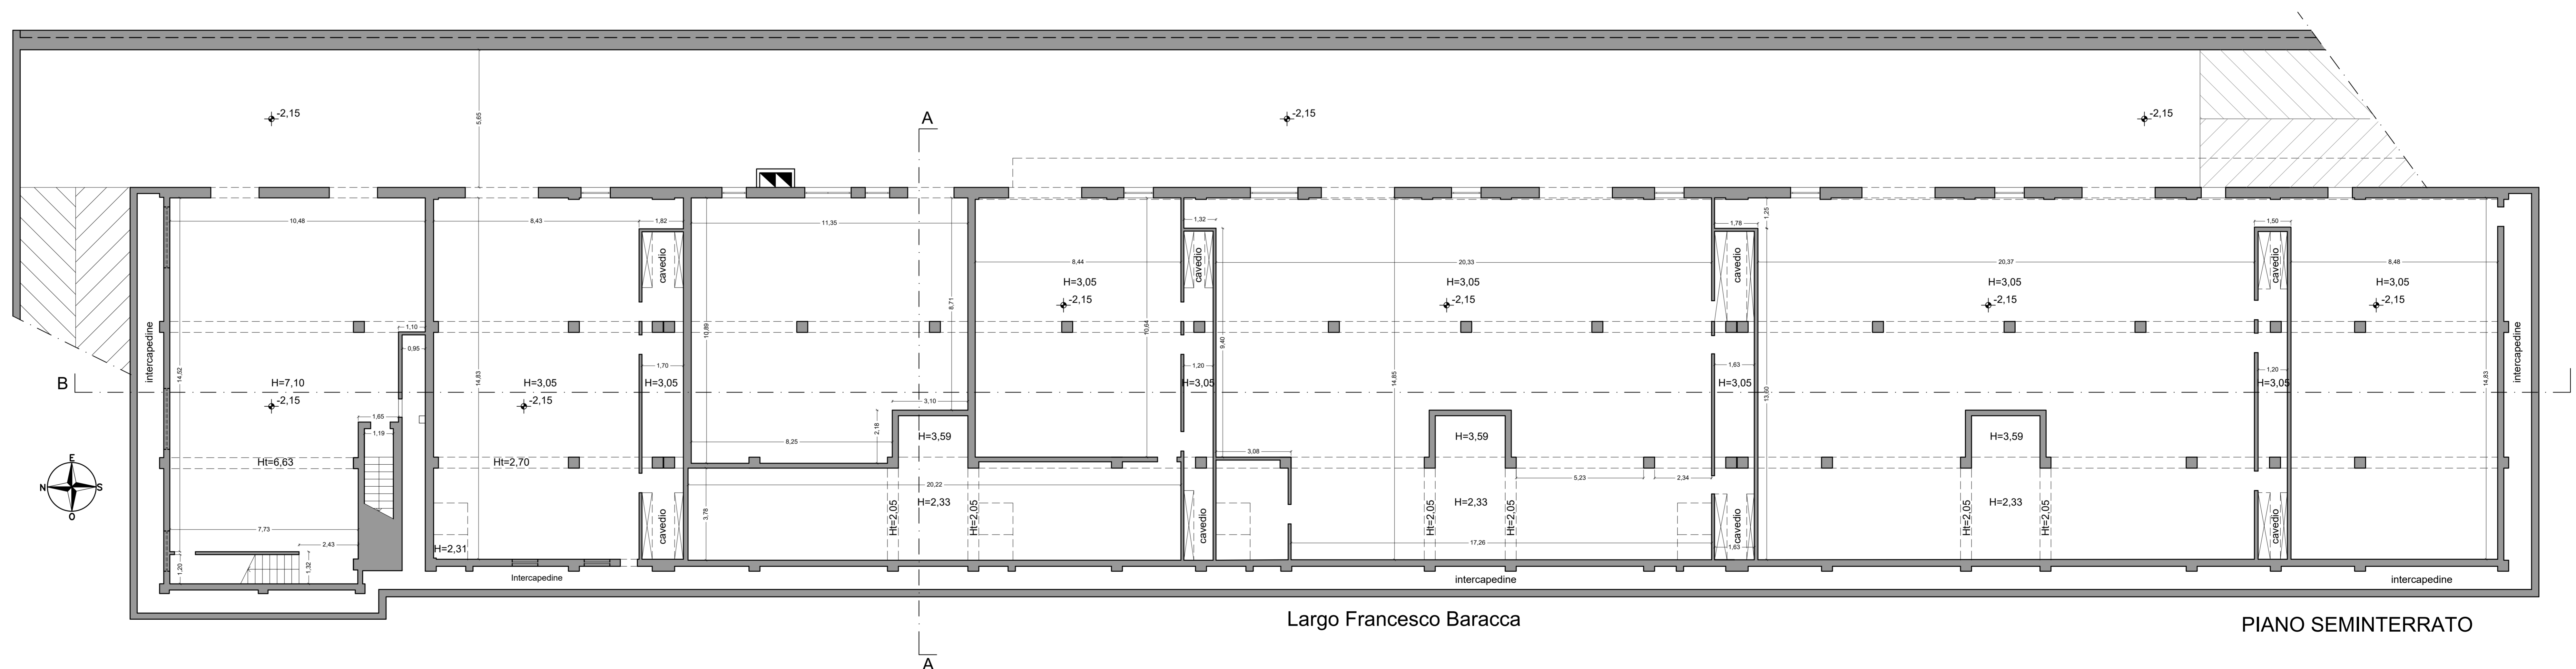 A
-2,15
-2,15
-2,15
5,65
10,48
8,43
1,82
11,35
1,32
1,78
1,25
1,50
cavedio
cavedio
cavedio
cavedio
8,44
20,33
20,37
8,48
H=3,05
H=3,05
H=3,05
H=3,05
-2,15
-2,15
-2,15
-2,15
8,71
intercapedine
intercapedine
1,10
0,95
10,89
10,64
9,40
14,52
14,83
14,85
13,60
14,83
1,70
1,20
1,63
1,20
B
H=7,10
H=3,05
H=3,05
H=3,05
H=3,05
H=3,05
-2,15
-2,15
3,10
1,65
1,19
2,18
8,25
H=3,59
H=3,59
H=3,59
3,08
E
N
S
O
Ht=6,63
Ht=2,70
5,23
2,34
20,22
H=2,33
H=2,33
H=2,33
Ht=2,05
Ht=2,05
Ht=2,05
Ht=2,05
Ht=2,05
Ht=2,05
3,78
cavedio
cavedio
cavedio
cavedio
7,73
2,43
17,26
1,63
H=2,31
1,20
1,32
Intercapedine
intercapedine
intercapedine
Largo Francesco Baracca
PIANO SEMINTERRATO
A